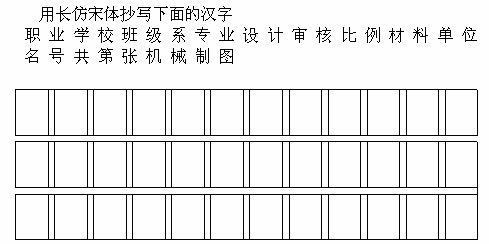 用长仿宋体抄写下面的汉字
职业学校班级系专业设计审核比例材料单位
名号共第张机械制图